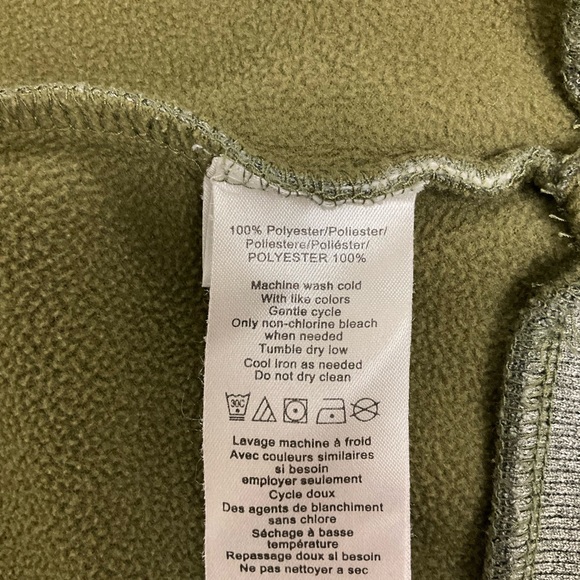 100% Polyester/Poliester/
Poliestere/Poliéster/
POLYESTER 100%
Machine wash cold
With like colors
Gentle cycle
Only non-chlorine bleach
when needed
Tumble dry low
Cool iron as needed
Do not dry clean
30C
Lavage machine à froid
Avec couleurs similaires
si besoin
employer seulement
Cycle doux
Des agents de blanchiment
sans chlore
Séchage à basse
température
Repassage doux si besoin
Ne pas nettoyer a sec